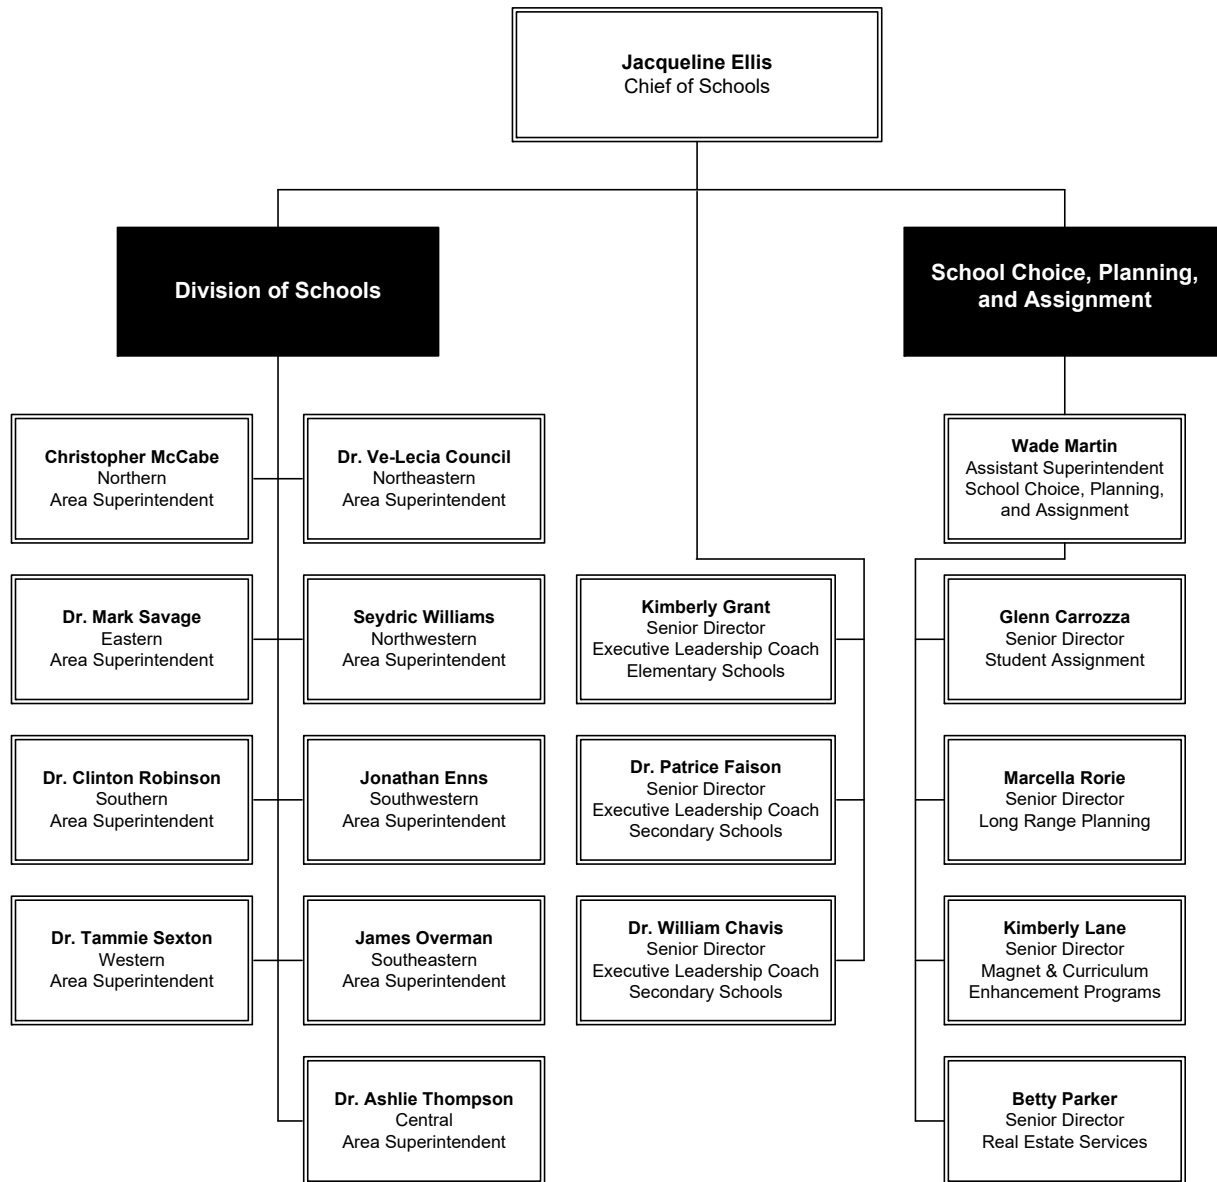 Jacqueline Ellis
Chief of Schools
Division of Schools
School Choice, Planning,
and Assignment
Christopher McCabe
Northern
Area Superintendent
Dr. Ve-Lecia Council
Northeastern
Area Superintendent
Wade Martin
Assistant Superintendent
School Choice, Planning,
and Assignment
Dr. Mark Savage
Eastern
Area Superintendent
Seydric Williams
Northwestern
Area Superintendent
Kimberly Grant
Senior Director
Executive Leadership Coach
Elementary Schools
Glenn Carrozza
Senior Director
Student Assignment
Dr. Clinton Robinson
Southern
Area Superintendent
Jonathan Enns
Southwestern
Area Superintendent
Dr. Patrice Faison
Senior Director
Executive Leadership Coach
Secondary Schools
Marcella Rorie
Senior Director
Long Range Planning
Dr. Tammie Sexton
Western
Area Superintendent
James Overman
Southeastern
Area Superintendent
Dr. William Chavis
Senior Director
Executive Leadership Coach
Secondary Schools
Kimberly Lane
Senior Director
Magnet & Curriculum
Enhancement Programs
Dr. Ashlie Thompson
Central
Area Superintendent
Betty Parker
Senior Director
Real Estate Services